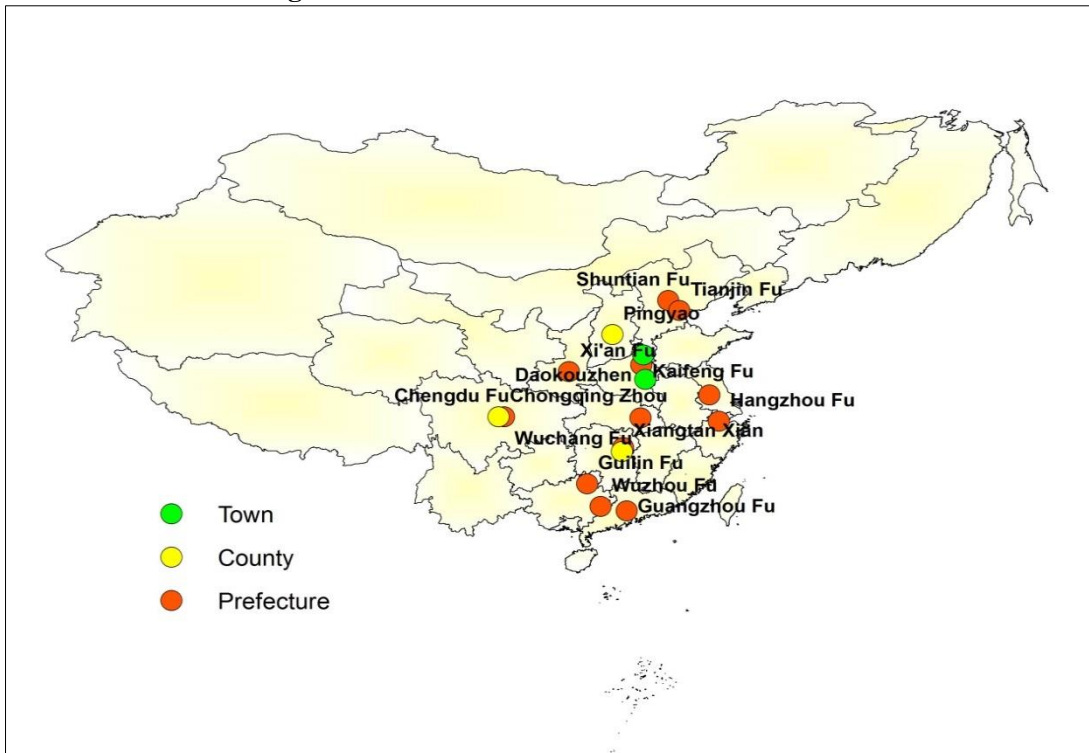 Shuntian Fu
Tianjin Fu
Pingyao
Xi'an Fu
Daokouzhen
Kaifeng Fu
Chengdu Fu
Chongqing Zhou
Hangzhou Fu
Wuchang Fu
Xiangtan Xian
Guilin Fu
Wuzhou Fu
Guangzhou Fu
Town
County
Prefecture